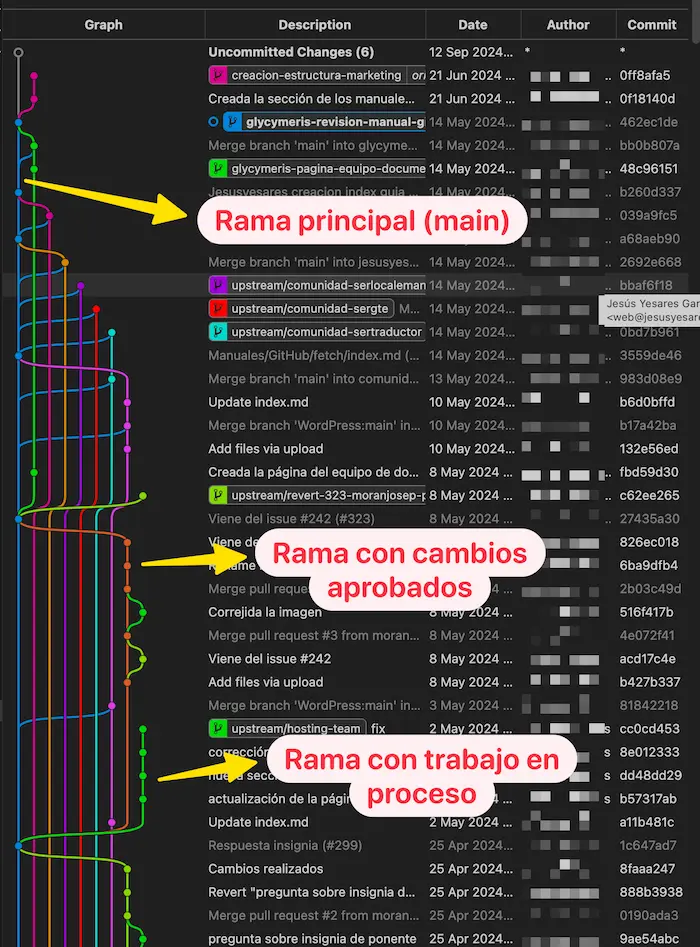 Graph Description Date Author Commit
Uncommitted Changes (6) 12 Sep 2024... * *
creacion-estructura-marketing 21 Jun 2024... .. 0ff8afa5
Creada la sección de los manuale... 21 Jun 2024... .. 0f18140d
glycymeris-revision-manual-g 14 May 2024... .. 462ec1de
Merge branch 'main' into glycyme... 14 May 2024... .. bb0b807a
glycymeris-pagina-equipo-docume 14 May 2024... .. 48c96151
Jesusyesares creacion index guia 14 May 2024... .. b260d337
Rama principal (main)
.. 039a9fc5
.. a68aeb90
Merge branch 'main' into jesusyes... 14 May 2024... .. 2692e668
upstream/comunidad-serlocaleman 14 May 2024... .. bbaf6f18
upstream/comunidad-sergte M... 14 May 2024...
Jesús Yesares Gar
<web@jesusyesare
upstream/comunidad-sertraductor 14 May 2024... 0bd7b961
Manuales/GitHub/fetch/index.md (... 14 May 2024... .. 3559de46
Merge branch 'main' into comunid... 13 May 2024... .. 983d08e9
Update index.md 10 May 2024... .. b6d0bffd
Merge branch 'WordPress:main' in... 10 May 2024... .. b17a42ba
Add files via upload 10 May 2024... .. 132e56ed
Creada la página del equipo de do... 8 May 2024 ... .. fbd59d30
upstream/revert-323-moranjosep-p 8 May 2024 ... .. c62ee265
Viene del issue #242 (#323) 8 May 2024 ... .. 27435a30
Viene de .. 826ec018
Rama con cambios
aprobados
.. 6ba9dfb4
Merge pull request .. 2b03c49d
Correjida la imagen 8 May 2024 ... .. 516f417b
Merge pull request #3 from moran... 8 May 2024 ... .. 4e072f41
Viene del issue #242 8 May 2024 ... .. acd17c4e
Add files via upload 8 May 2024 ... .. b427b337
Merge branch 'WordPress:main' in... 3 May 2024 ... .. 81842218
upstream/hosting-team fix 2 May 2024 ... s cc0cd453
correcció s 8e012333
Rama con trabajo en
proceso
s dd48dd29
actualización de la págin s b57317ab
Update index.md 2 May 2024 ... .. a11b481c
Respuesta insignia (#299) 25 Apr 2024... .. 1c647ad7
Cambios realizados 25 Apr 2024... .. 8faaa247
Revert "pregunta sobre insignia d... 25 Apr 2024... .. 888b3938
Merge pull request #2 from moran... 25 Apr 2024... .. 0190ada3
pregunta sobre insignia de ponente 25 Apr 2024... .. 9ae54abc